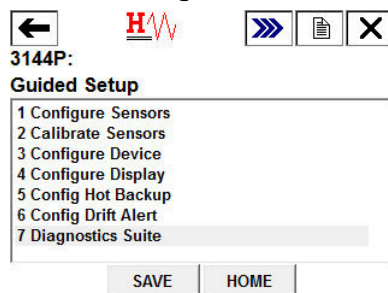 H
3144P:
Guided Setup
1 Configure Sensors
2 Calibrate Sensors
3 Configure Device
4 Configure Display
5 Config Hot Backup
6 Config Drift Alert
7 Diagnostics Suite
SAVE HOME